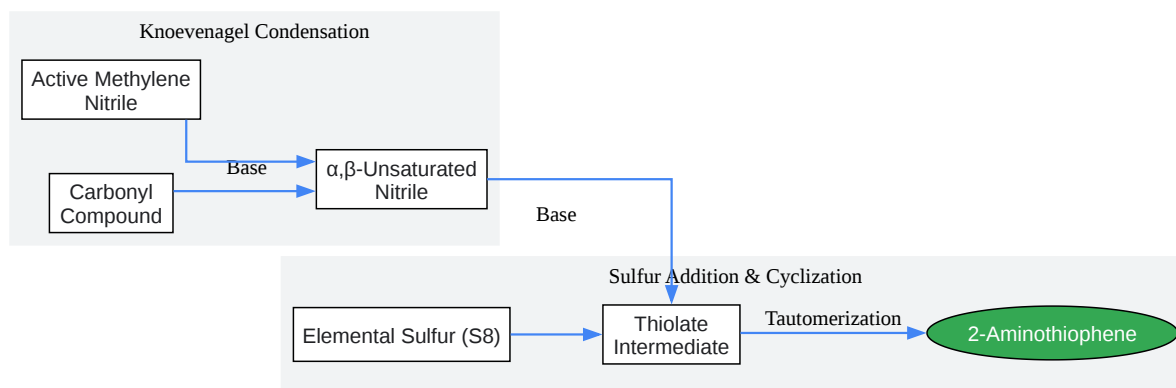 Knoevenagel Condensation
Active Methylene
Nitrile
Base
α,β-Unsaturated
Nitrile
Carbonyl
Compound
Base
Sulfur Addition & Cyclization
Elemental Sulfur (S8)
Thiolate
Intermediate
Tautomerization
2-Aminothiophene